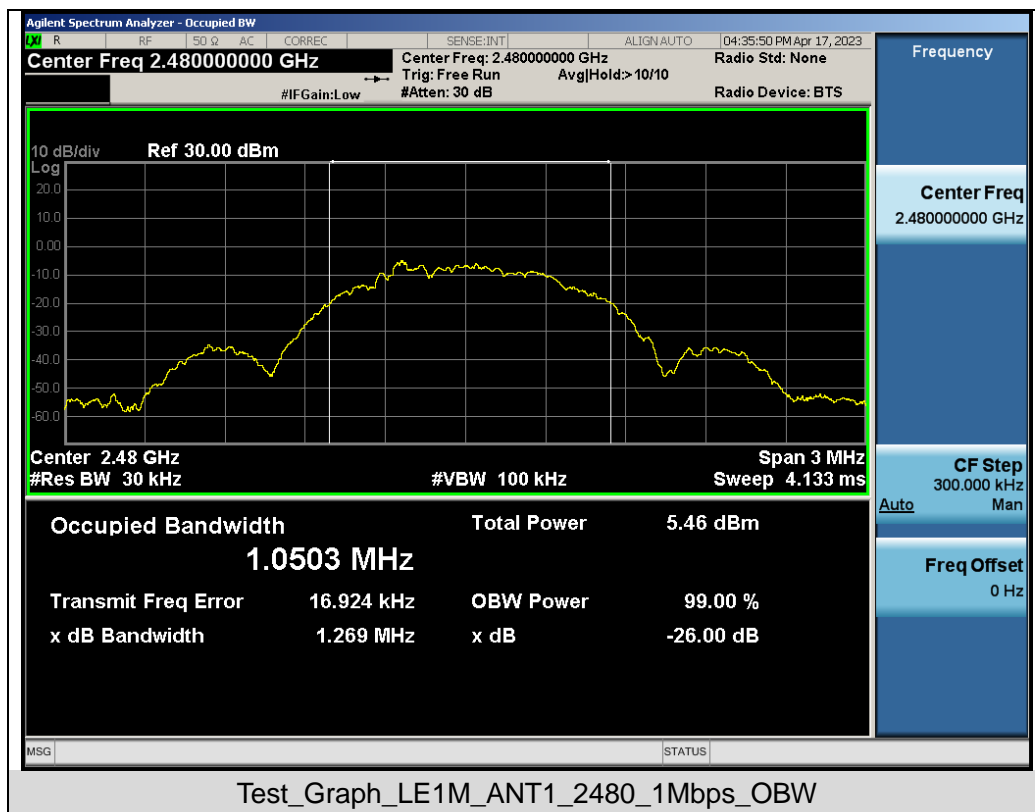 Agilent Spectrum Analyzer - Occupied BW
LXI R RF 50 Ω AC CORREC SENSE:INT ALIGN AUTO 04:35:50 PM Apr 17, 2023
Center Freq 2.480000000 GHz
Center Freq: 2.480000000 GHz
Radio Std: None
Trig: Free Run Avg|Hold:> 10/10
#IFGain:Low
#Atten: 30 dB
Radio Device: BTS
Frequency
10 dB/div Ref 30.00 dBm
Log
20.0
10.0
0.00
-10.0
-20.0
-30.0
-40.0
-50.0
-60.0
Center 2.48 GHz Span 3 MHz
#Res BW 30 kHz #VBW 100 kHz Sweep 4.133 ms
Center Freq
2.480000000 GHz
CF Step
300.000 kHz
Auto Man
Freq Offset
0 Hz
Occupied Bandwidth Total Power 5.46 dBm
1.0503 MHz
Transmit Freq Error 16.924 kHz OBW Power 99.00 %
x dB Bandwidth 1.269 MHz x dB -26.00 dB
MSG STATUS
Test_Graph_LE1M_ANT1_2480_1Mbps_OBW